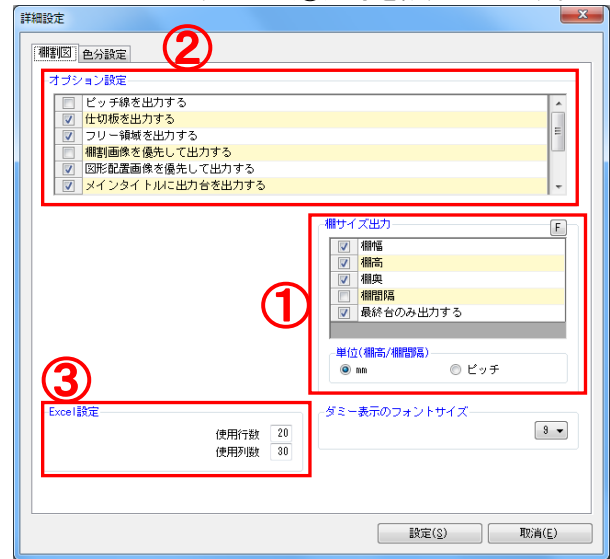 詳細設定
棚割図 色分設定
②
オプション設定
ピッチ線を出力する
仕切板を出力する
フリー領域を出力する
棚割画像を優先して出力する
図形配置画像を優先して出力する
メインタイトルに出力台を出力する
棚サイズ出力 F
棚幅
棚高
棚奥
棚間隔
最終台のみ出力する
①
単位(棚高/棚間隔)
mm ピッチ
③
Excel設定
使用行数 20
使用列数 30
ダミー表示のフォントサイズ
9
設定(S) 取消(E)